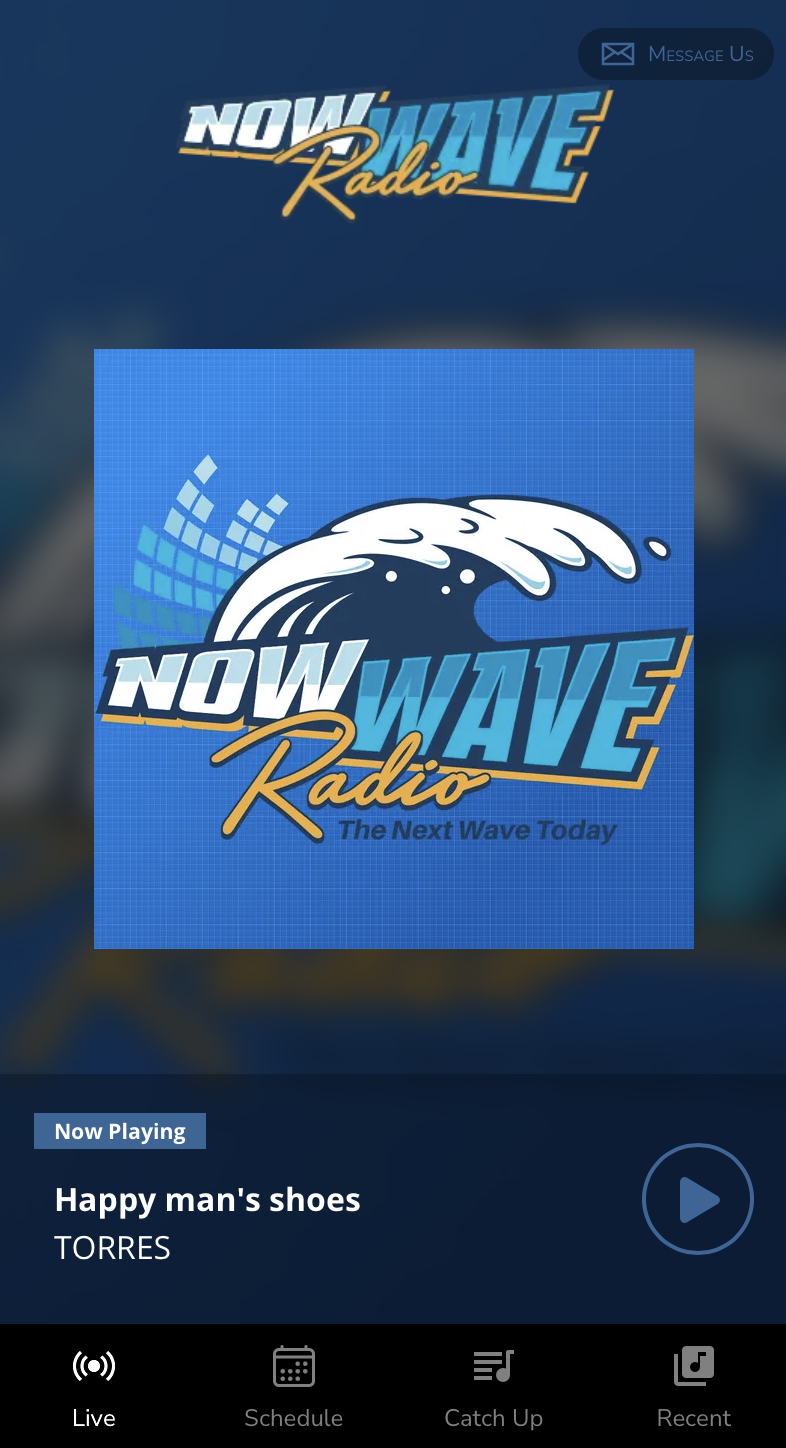 Message Us
NOW WAVE
Radio
NOW WAVE
Radio
The Next Wave Today
Now Playing
Happy man's shoes
TORRES
Live
Schedule
Catch Up
Recent